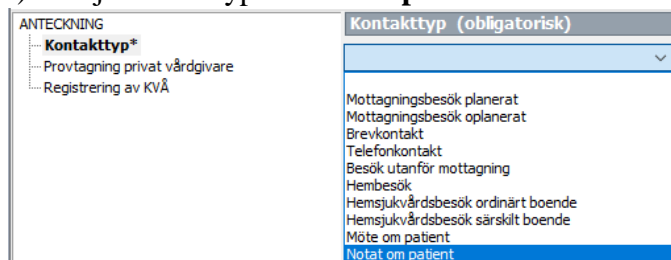 ANTECKNING
Kontakttyp*
Provtagning privat vårdgivare
Registrering av KVÅ
Kontakttyp (obligatorisk)
Mottagningsbesök planerat
Mottagningsbesök oplanerat
Brevkontakt
Telefonkontakt
Besök utanför mottagning
Hembesök
Hemsjukvårdsbesök ordinärt boende
Hemsjukvårdsbesök särskilt boende
Möte om patient
Notat om patient